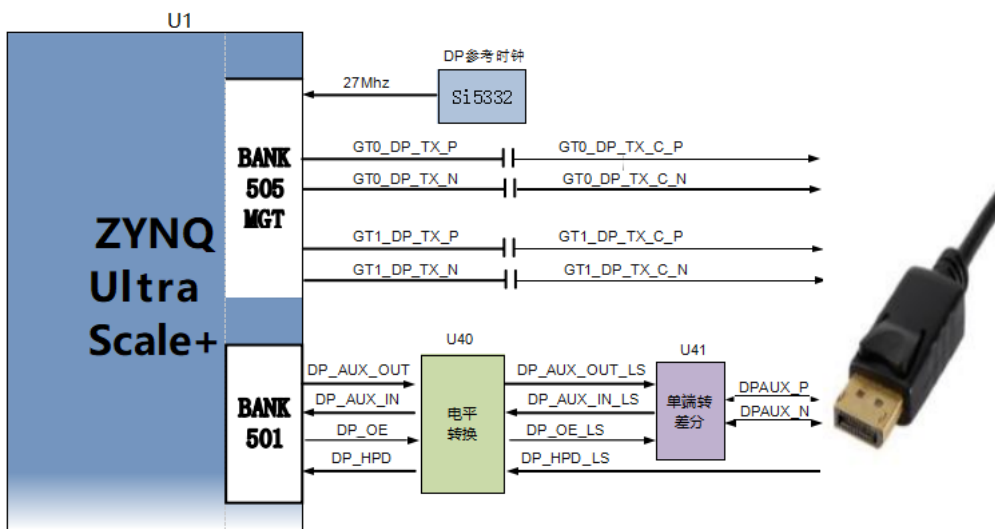 U1
DP参考时钟
27Mhz
Si5332
BANK
505
MGT
GT0_DP_TX_P
GT0_DP_TX_C_P
GT0_DP_TX_N
GT0_DP_TX_C_N
GT1_DP_TX_P
GT1_DP_TX_C_P
GT1_DP_TX_N
GT1_DP_TX_C_N
ZYNQ
Ultra
Scale+
U40
U41
BANK
501
DP_AUX_OUT
DP_AUX_IN
DP_OE
DP_HPD
电平
转换
DP_AUX_OUT_LS
DP_AUX_IN_LS
DP_OE_LS
DP_HPD_LS
单端转
差分
DPAUX_P
DPAUX_N